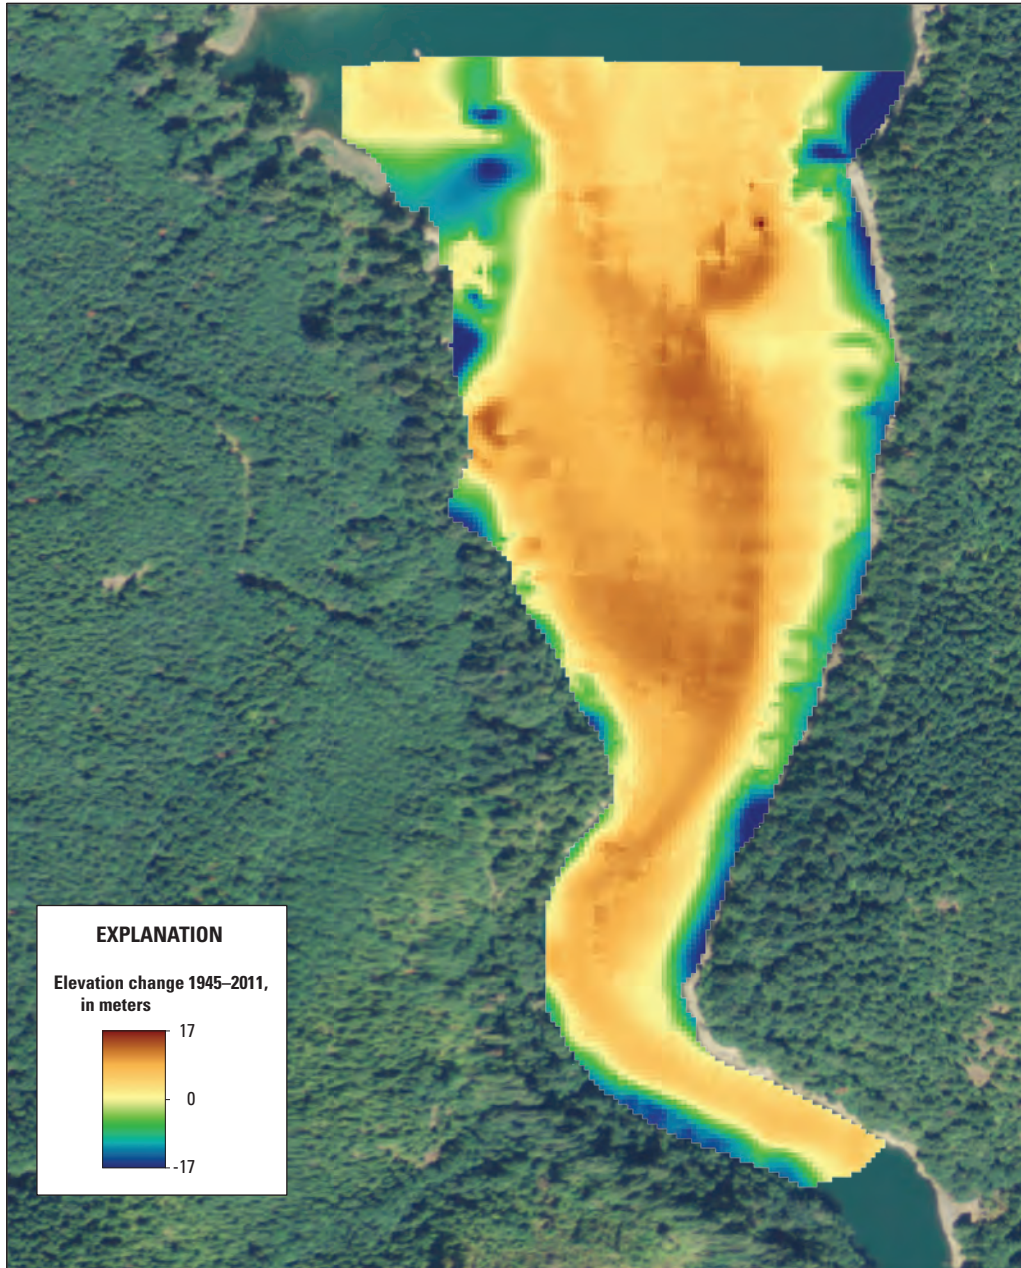 EXPLANATION
Elevation change 1945–2011,
in meters
17
0
-17